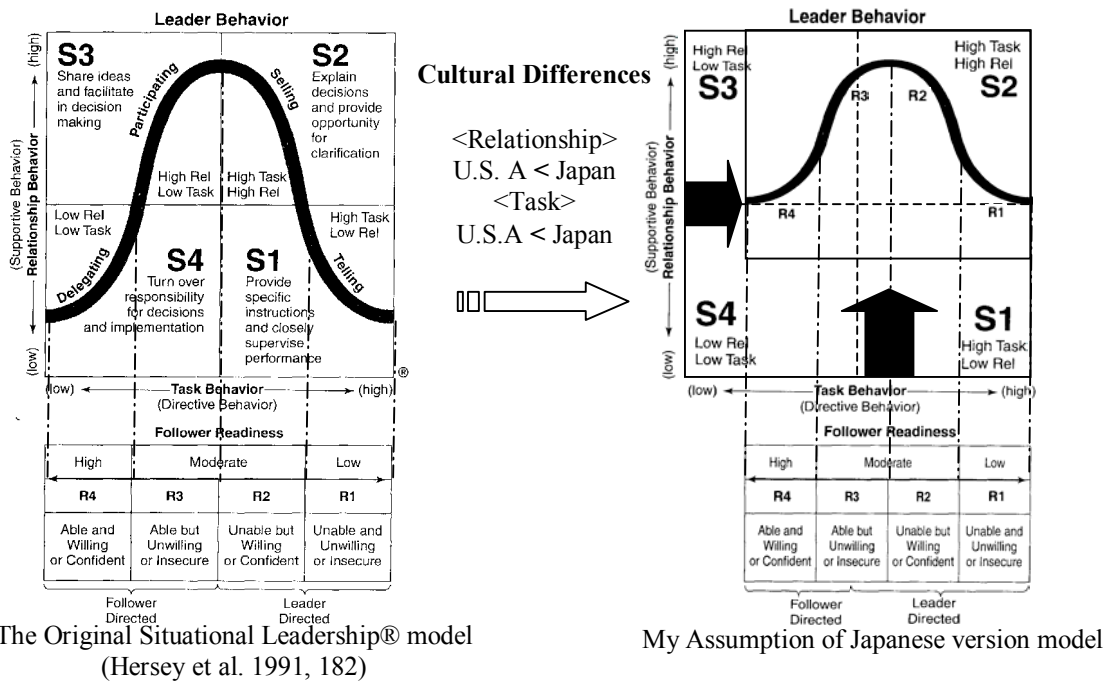 Leader Behavior
S3
Share ideas
and facilitate
in decision
making
Participating
Selling
S2
Explain
decisions
and provide
opportunity
for
clarification
High Rel
Low Task
High Task
High Rel
Low Rel
Low Task
High Task
Low Rel
Delegating
S4
Turn over
responsibility
for decisions
and implementation
S1
Provide
specific
instructions
and closely
supervise
performance
Telling
®
(high)
(Supportive Behavior)
Relationship Behavior
(low)
(low)
Task Behavior
(high)
(Directive Behavior)
Follower Readiness
High
Moderate
Low
R4
R3
R2
R1
Able and
Willing
or Confident
Able but
Unwilling
or Insecure
Unable but
Willing
or Confident
Unable and
Unwilling
or Insecure
Follower
Directed
Leader
Directed
The Original Situational Leadership® model
(Hersey et al. 1991, 182)
Cultural Differences
<Relationship>
U.S. A < Japan
<Task>
U.S.A < Japan
Leader Behavior
High Rel
Low Task
S3
High Task
High Rel
S2
R3
R2
R4
R1
S4
Low Rel
Low Task
S1
High Task
Low Rel
(high)
(Supportive Behavior)
Relationship Behavior
(low)
(low)
Task Behavior
(high)
(Directive Behavior)
Follower Readiness
High
Moderate
Low
R4
R3
R2
R1
Able and
Willing
or Confident
Able but
Unwilling
or Insecure
Unable but
Willing
or Confident
Unable and
Unwilling
or Insecure
Follower
Directed
Leader
Directed
My Assumption of Japanese version model